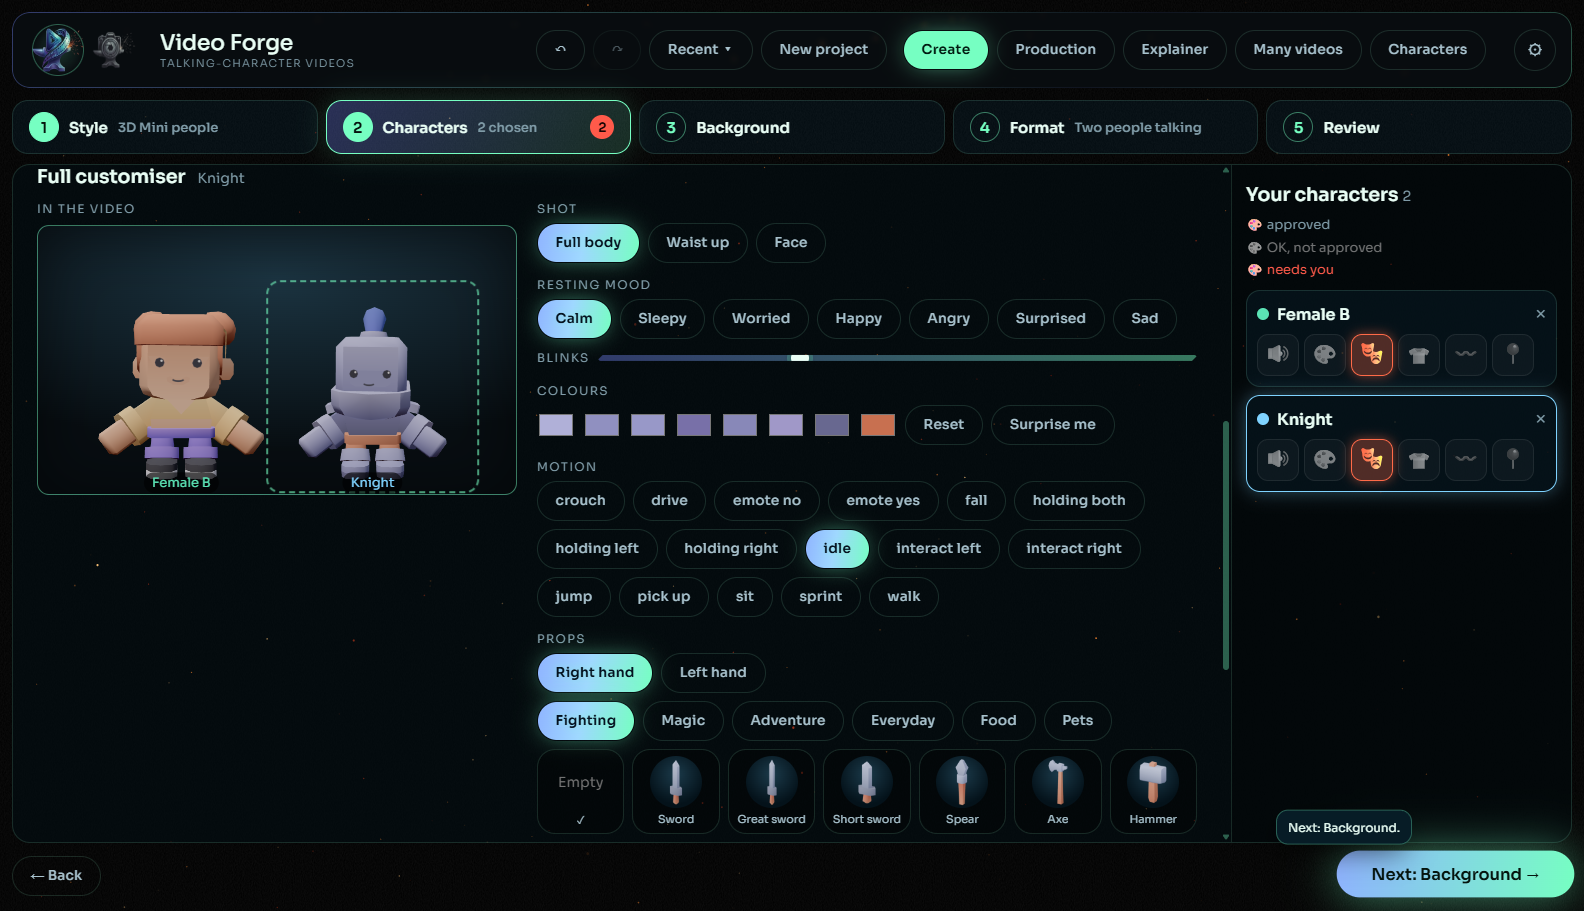 Video Forge
TALKING-CHARACTER VIDEOS
Recent ▾
New project
Create
Production
Explainer
Many videos
Characters
1 Style 3D Mini people
2 Characters 2 chosen 2
3 Background
4 Format Two people talking
5 Review
Full customiser Knight
IN THE VIDEO
Female B
Knight
SHOT
Full body
Waist up
Face
RESTING MOOD
Calm
Sleepy
Worried
Happy
Angry
Surprised
Sad
BLINKS
COLOURS
Reset
Surprise me
MOTION
crouch
drive
emote no
emote yes
fall
holding both
holding left
holding right
idle
interact left
interact right
jump
pick up
sit
sprint
walk
PROPS
Right hand
Left hand
Fighting
Magic
Adventure
Everyday
Food
Pets
Empty
✓
Sword
Great sword
Short sword
Spear
Axe
Hammer
Your characters 2
approved
OK, not approved
needs you
Female B ×
Knight ×
Next: Background.
← Back
Next: Background →